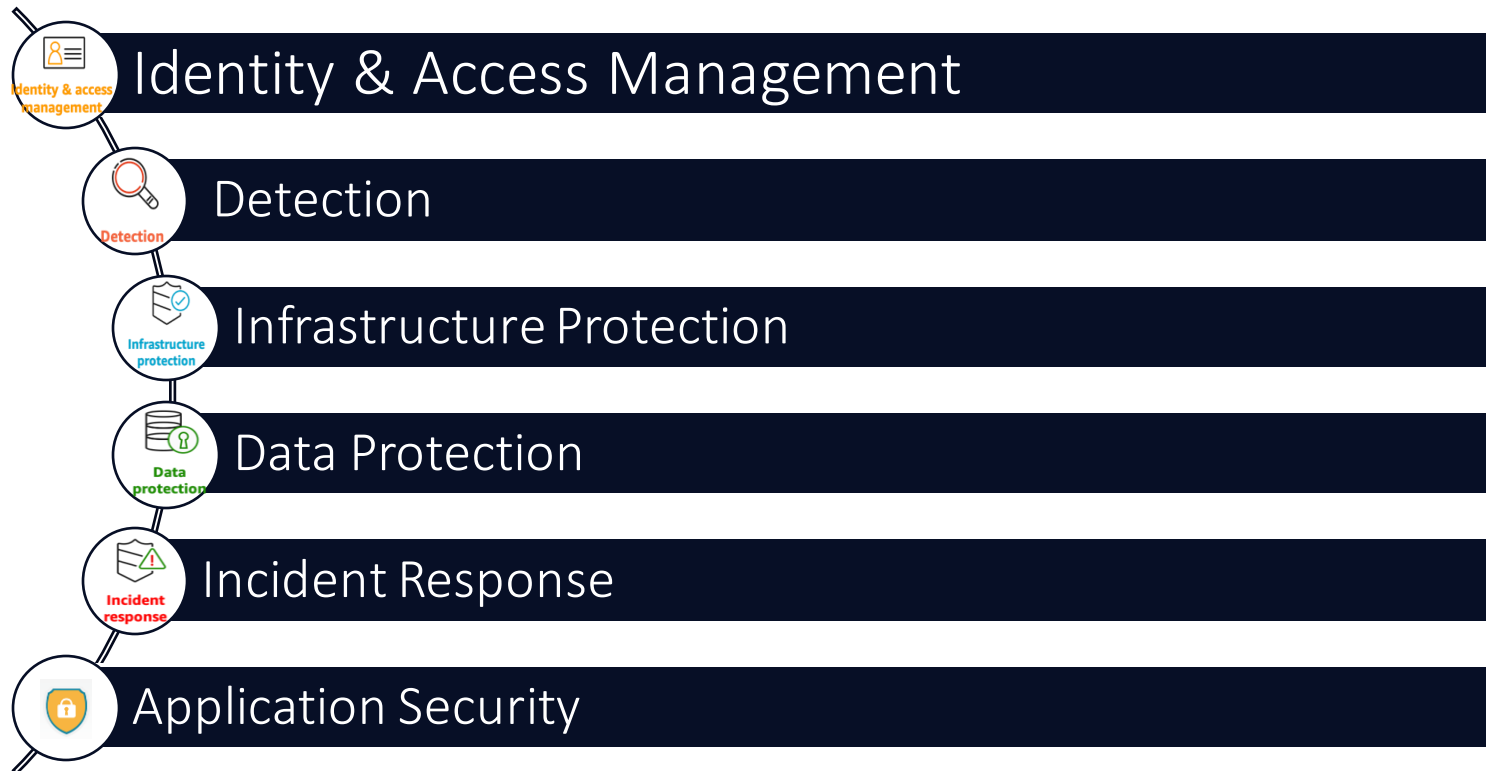 Identity & access
management
Identity & Access Management
Detection
Detection
Infrastructure
protection
Infrastructure Protection
Data
protection
Data Protection
Incident
response
Incident Response
Application Security